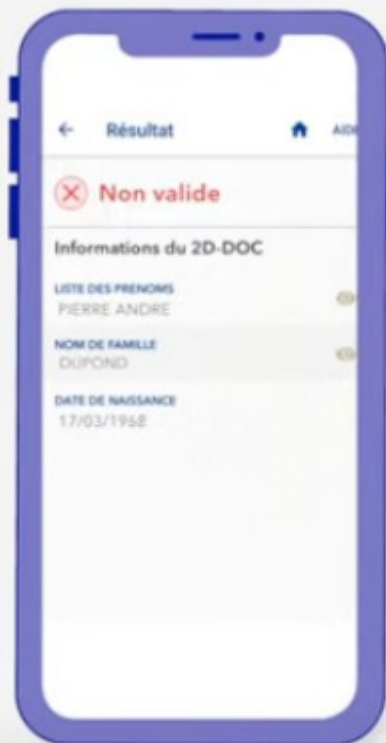 Résultat
AIDE
Non valide
Informations du 2D-DOC
LISTE DES PRENOMS
PIERRE ANDRE
NOM DE FAMILLE
DUPOND
DATE DE NAISSANCE
17/03/1968